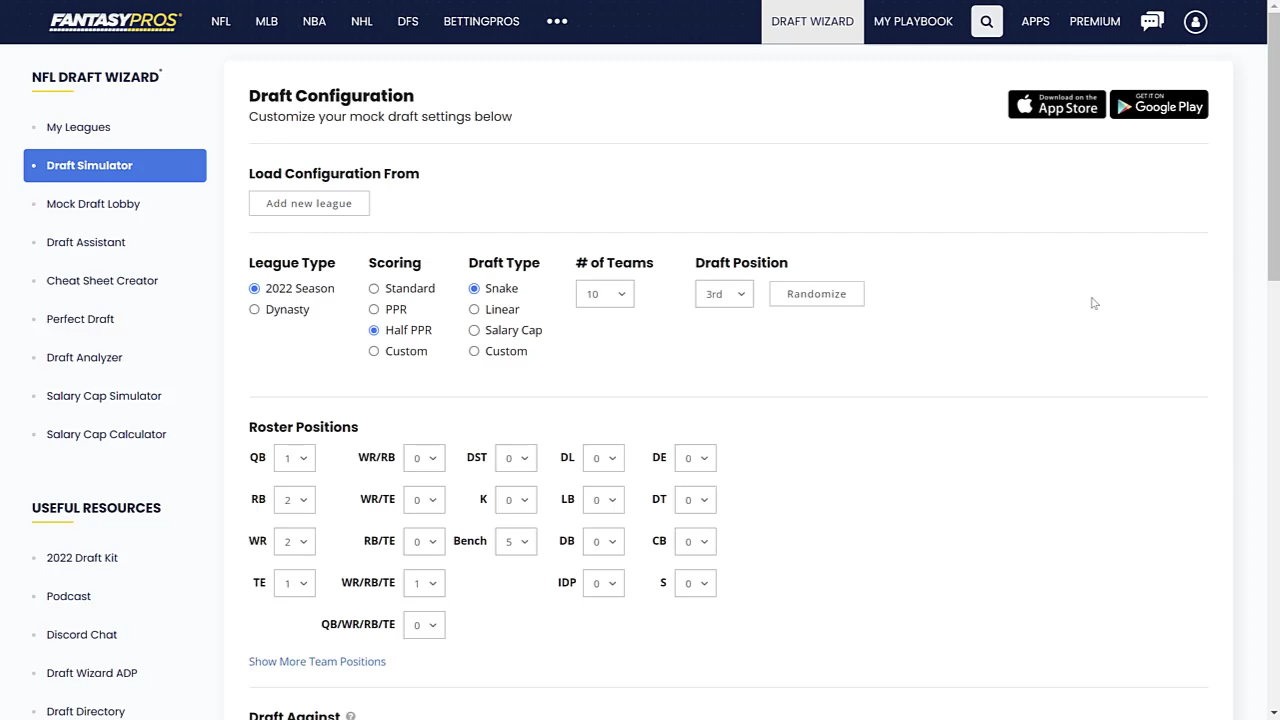 FANTASYPROS
NFL MLB NBA NHL DFS BETTINGPROS ••• DRAFT WIZARD MY PLAYBOOK APPS PREMIUM
NFL DRAFT WIZARD®
My Leagues
Draft Simulator
Mock Draft Lobby
Draft Assistant
Cheat Sheet Creator
Perfect Draft
Draft Analyzer
Salary Cap Simulator
Salary Cap Calculator
USEFUL RESOURCES
2022 Draft Kit
Podcast
Discord Chat
Draft Wizard ADP
Draft Directory
Draft Configuration
Customize your mock draft settings below
Download on the
App Store
GET IT ON
Google Play
Load Configuration From
Add new league
League Type
2022 Season
Dynasty
Scoring
Standard
PPR
Half PPR
Custom
Draft Type
Snake
Linear
Salary Cap
Custom
# of Teams
10
Draft Position
3rd Randomize
Roster Positions
QB 1 WR/RB 0 DST 0 DL 0 DE 0
RB 2 WR/TE 0 K 0 LB 0 DT 0
WR 2 RB/TE 0 Bench 5 DB 0 CB 0
TE 1 WR/RB/TE 1 IDP 0 S 0
QB/WR/RB/TE 0
Show More Team Positions
Draft Against ?